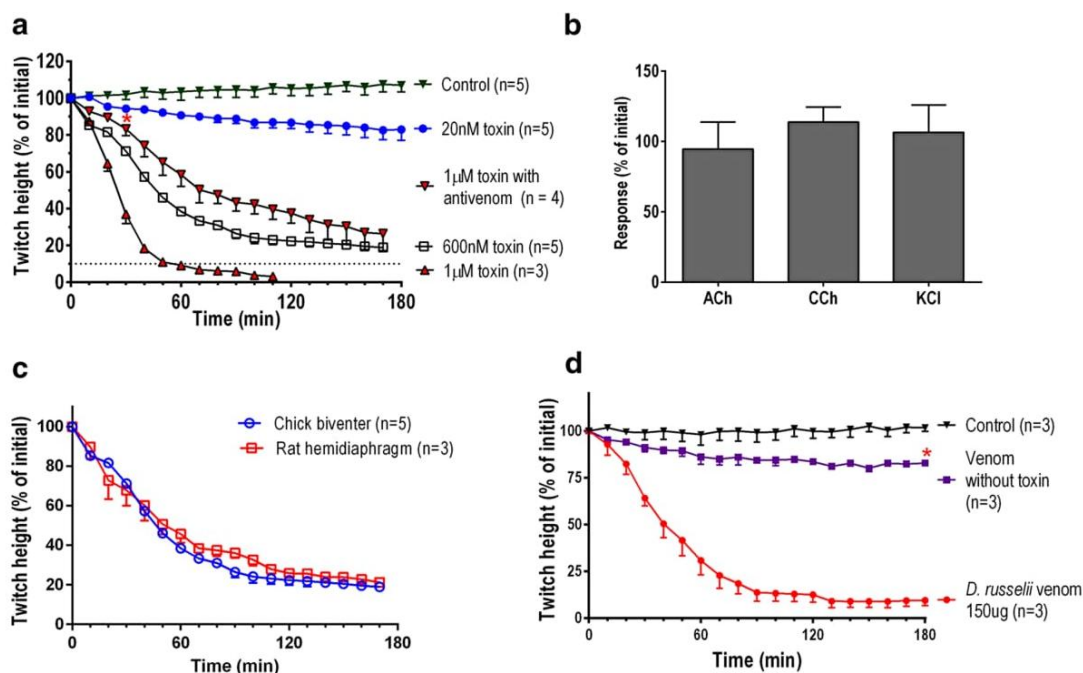 a
120
100
80
60
40
20
0
Twitch height (% of initial)
*
0 60 120 180
Time (min)
Control (n=5)
20nM toxin (n=5)
1µM toxin with
antivenom (n = 4)
600nM toxin (n=5)
1µM toxin (n=3)
b
150
100
50
0
Response (% of initial)
ACh CCh KCl
c
100
80
60
40
20
0
Twitch height (% of initial)
Chick biventer (n=5)
Rat hemidiaphragm (n=3)
0 60 120 180
Time (min)
d
100
75
50
25
0
Twitch height (% of initial)
Control (n=3)
*
Venom
without toxin
(n=3)
D. russelii venom
150ug (n=3)
0 60 120 180
Time (min)